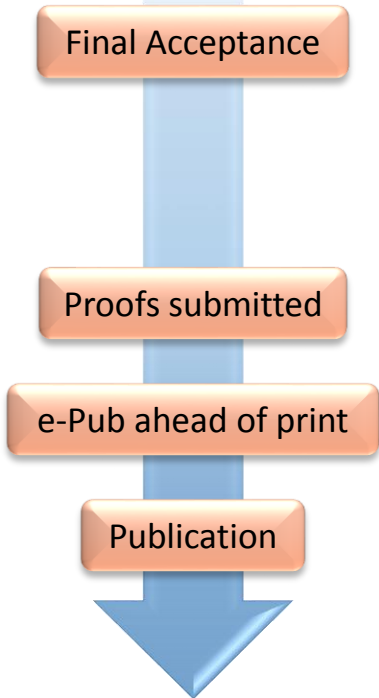 Final Acceptance
Proofs submitted
e-Pub ahead of print
Publication